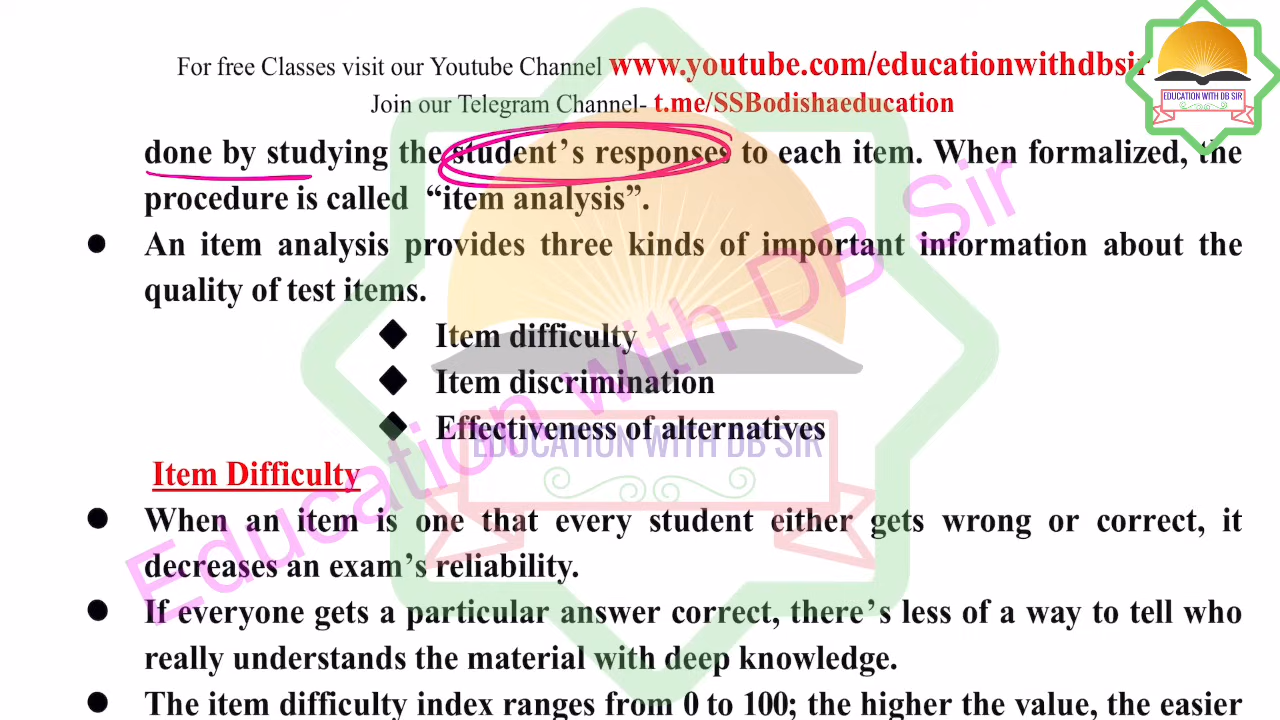 For free Classes visit our Youtube Channel www.youtube.com/educationwithdbsir
Join our Telegram Channel- t.me/SSBodishaeducation
EDUCATION WITH DB SIR
done by studying the student’s responses to each item. When formalized, the
procedure is called “item analysis”.
● An item analysis provides three kinds of important information about the
quality of test items.
◆ Item difficulty
◆ Item discrimination
◆ Effectiveness of alternatives
EDUCATION WITH DB SIR
Education with DB Sir
Item Difficulty
● When an item is one that every student either gets wrong or correct, it
decreases an exam’s reliability.
● If everyone gets a particular answer correct, there’s less of a way to tell who
really understands the material with deep knowledge.
● The item difficulty index ranges from 0 to 100; the higher the value, the easier